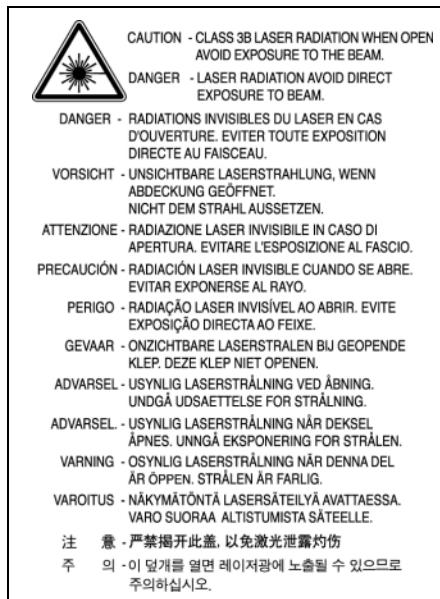 CAUTION - CLASS 3B LASER RADIATION WHEN OPEN
AVOID EXPOSURE TO THE BEAM.
DANGER - LASER RADIATION AVOID DIRECT
EXPOSURE TO BEAM.
DANGER - RADIATIONS INVISIBLES DU LASER EN CAS
D'OUVERTURE. EVITER TOUTE EXPOSITION
DIRECTE AU FAISCEAU.
VORSICHT - UNSICHTBARE LASERSTRAHLUNG, WENN
ABDECKUNG GEÖFFNET.
NICHT DEM STRAHL AUSSETZEN.
ATTENZIONE - RADIAZIONE LASER INVISIBILE IN CASO DI
APERTURA. EVITARE L'ESPOSIZIONE AL FASCIO.
PRECAUCIÓN - RADIACIÓN LASER INVISIBLE CUANDO SE ABRE.
EVITAR EXPONERSE AL RAYO.
PERIGO - RADIAÇÃO LASER INVISÍVEL AO ABRIR. EVITE
EXPOSIÇÃO DIRECTA AO FEIXE.
GEVAAR - ONZICHTBARE LASERSTRALEN BIJ GEOPENDE
KLEP. DEZE KLEP NIET OPENEN.
ADVARSEL - USYNLIG LASERSTRÅLNING VED ÅBNING.
UNDGÅ UDSAETTELSE FOR STRÅLNING.
ADVARSEL. - USYNLIG LASERSTRÅLNING NÅR DEKSEL
ÅPNES. UNNGÅ EKSPONERING FOR STRÅLEN.
VARNING - OSYNLIG LASERSTRÅLNING NÄR DENNA DEL
ÄR ÖPPEN. STRÅLEN ÄR FARLIG.
VAROITUS - NÄKYMÄTÖNTÄ LASERSÄTEILYÄ AVATTAESSA.
VARO SUORAA ALTISTUMISTA SÄTEELLE.
注 意 - 严禁揭开此盖, 以免激光泄露灼伤
주 의 - 이 덮개를 열면 레이저광에 노출될 수 있으므로
주의하십시오.